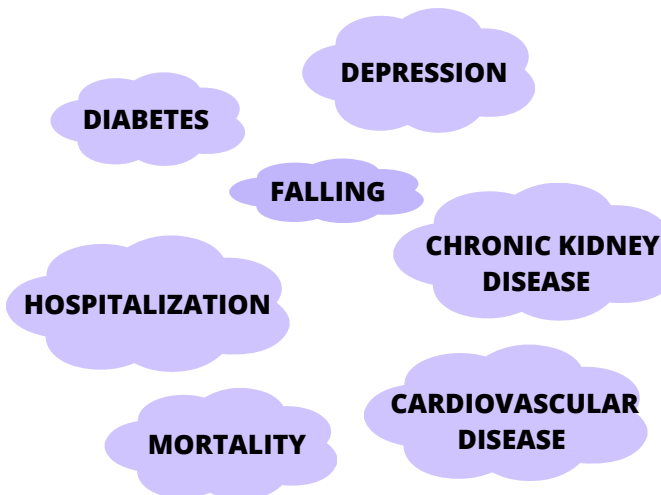 DEPRESSION
DIABETES
FALLING
CHRONIC KIDNEY
DISEASE
HOSPITALIZATION
CARDIOVASCULAR
DISEASE
MORTALITY